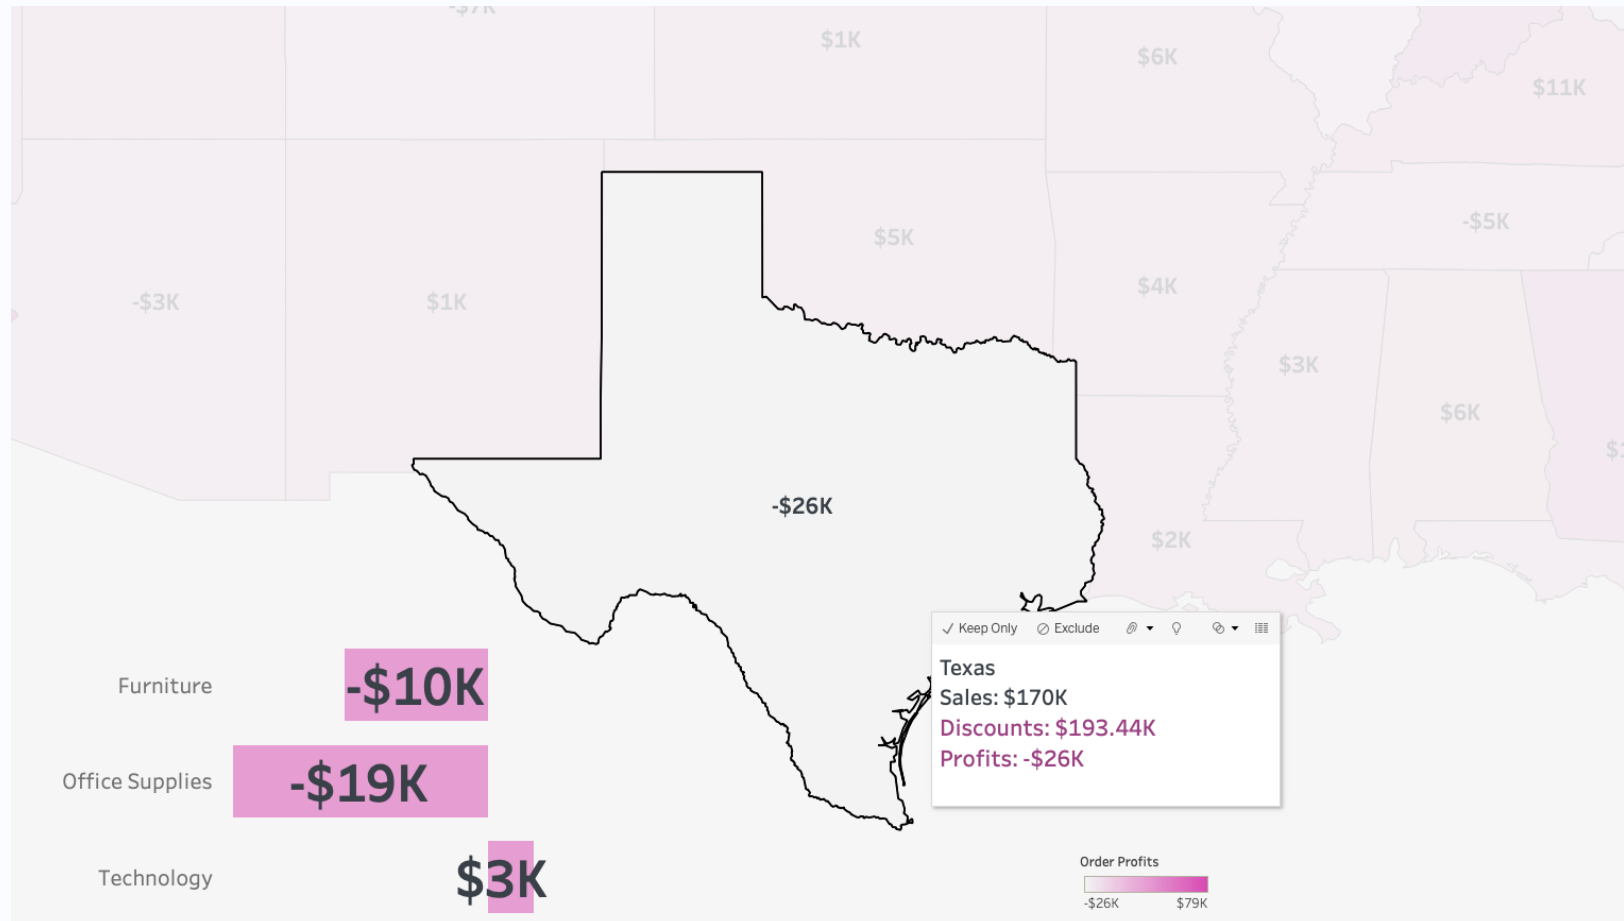 -$7K
$1K
$6K
$11K
-$5K
$5K
$4K
-$3K
$1K
$3K
$6K
-$26K
$2K
Keep Only Exclude
Texas
Sales: $170K
Discounts: $193.44K
Profits: -$26K
Furniture -$10K
Office Supplies -$19K
Technology $3K
Order Profits
-$26K $79K